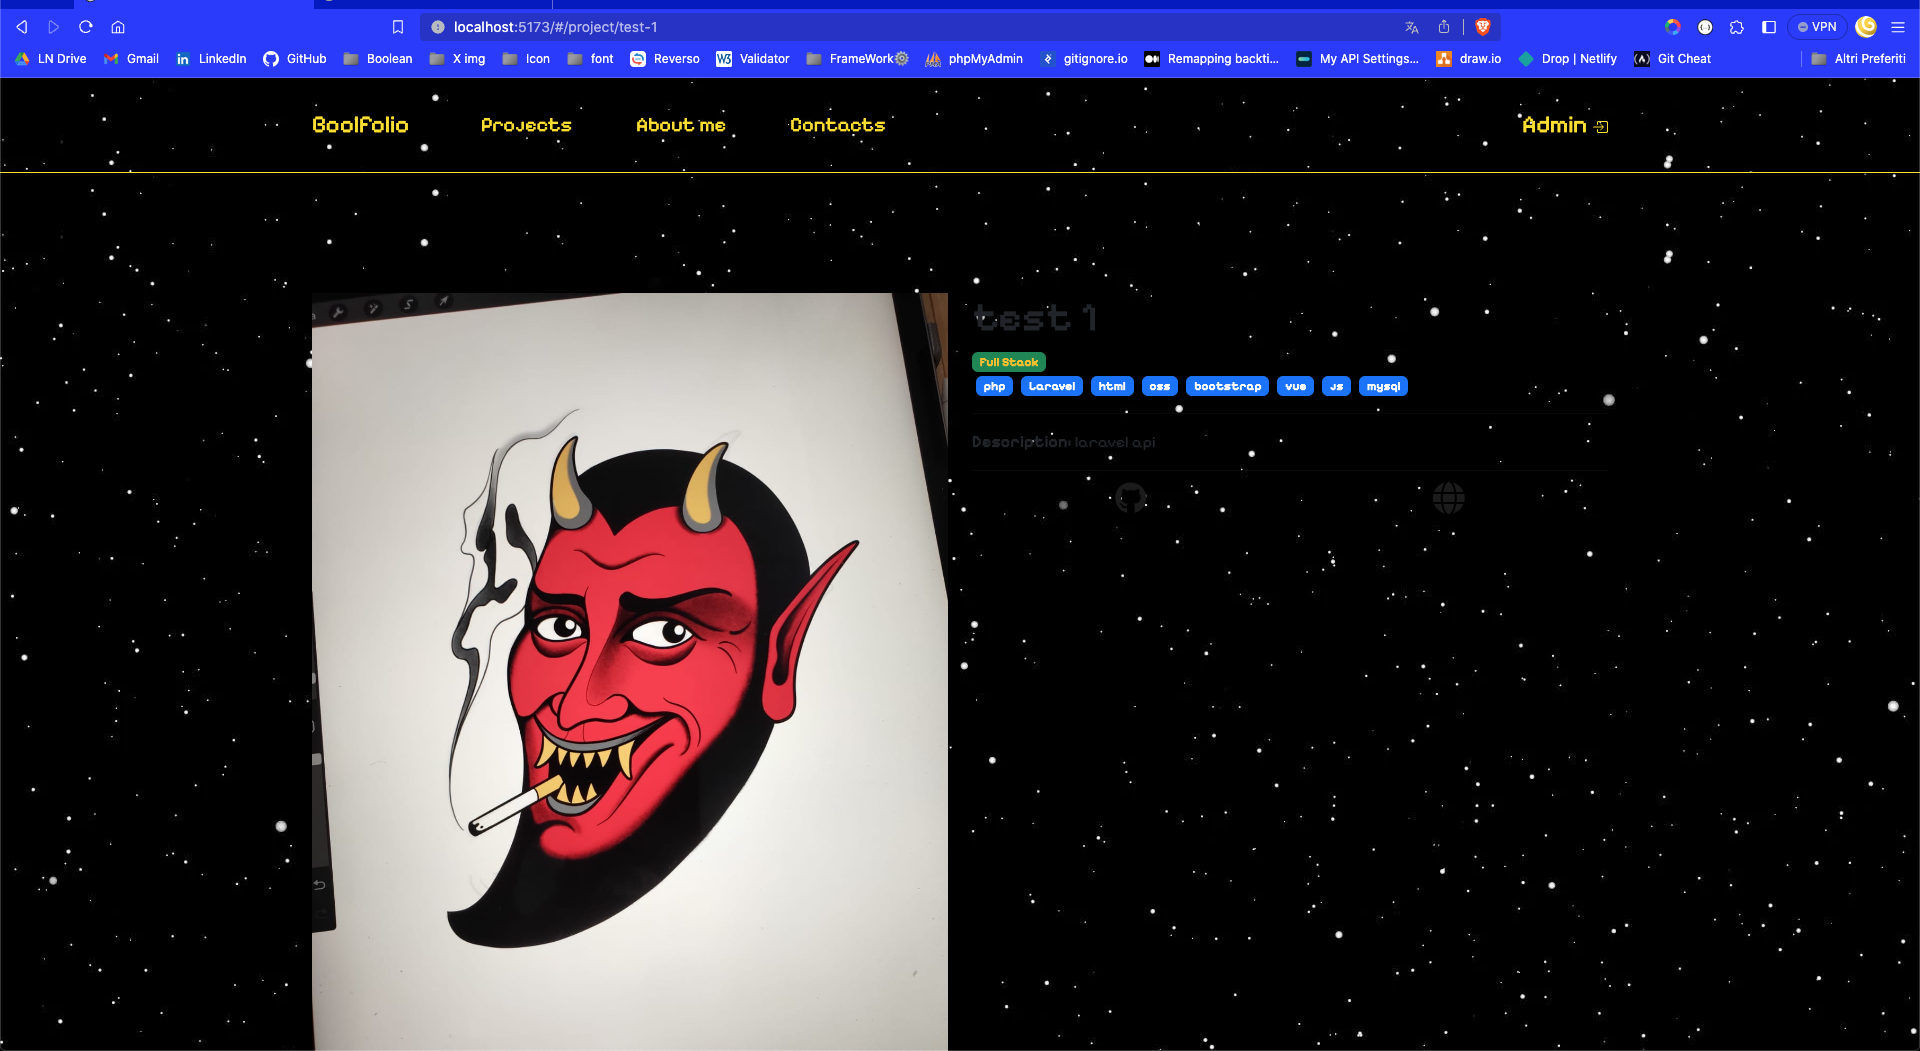 localhost:5173/#/project/test-1
VPN
LN Drive
Gmail
LinkedIn
GitHub
Boolean
X img
Icon
font
Reverso
Validator
FrameWork
phpMyAdmin
gitignore.io
Remapping backti...
My API Settings...
draw.io
Drop | Netlify
Git Cheat
Altri Preferiti
BoolFolio
Projects
About me
Contacts
Admin
test 1
Full Stack
php
Laravel
html
css
bootstrap
vue
Js
mysql
Description: laravel api